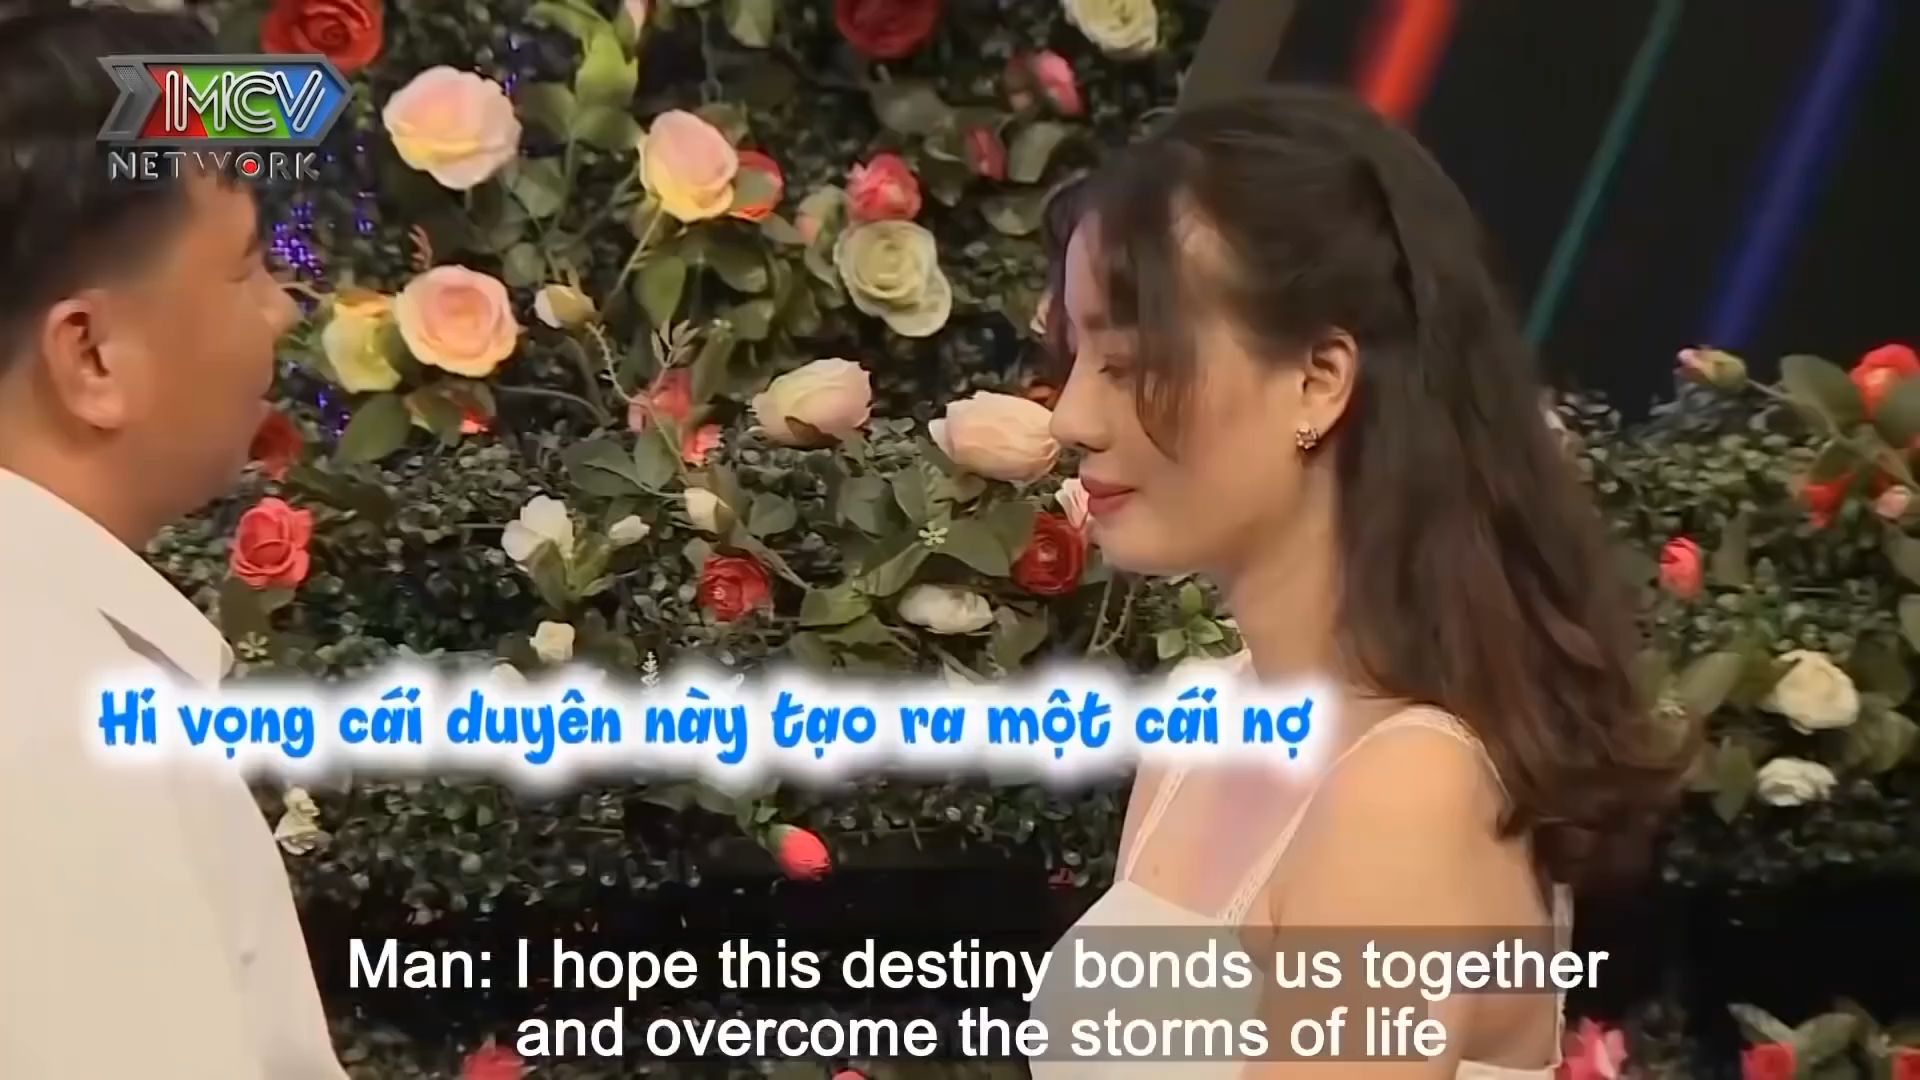 MCV
NETWORK
Hi vọng cái duyên này tạo ra một cái nợ
Man: I hope this destiny bonds us together
and overcome the storms of life